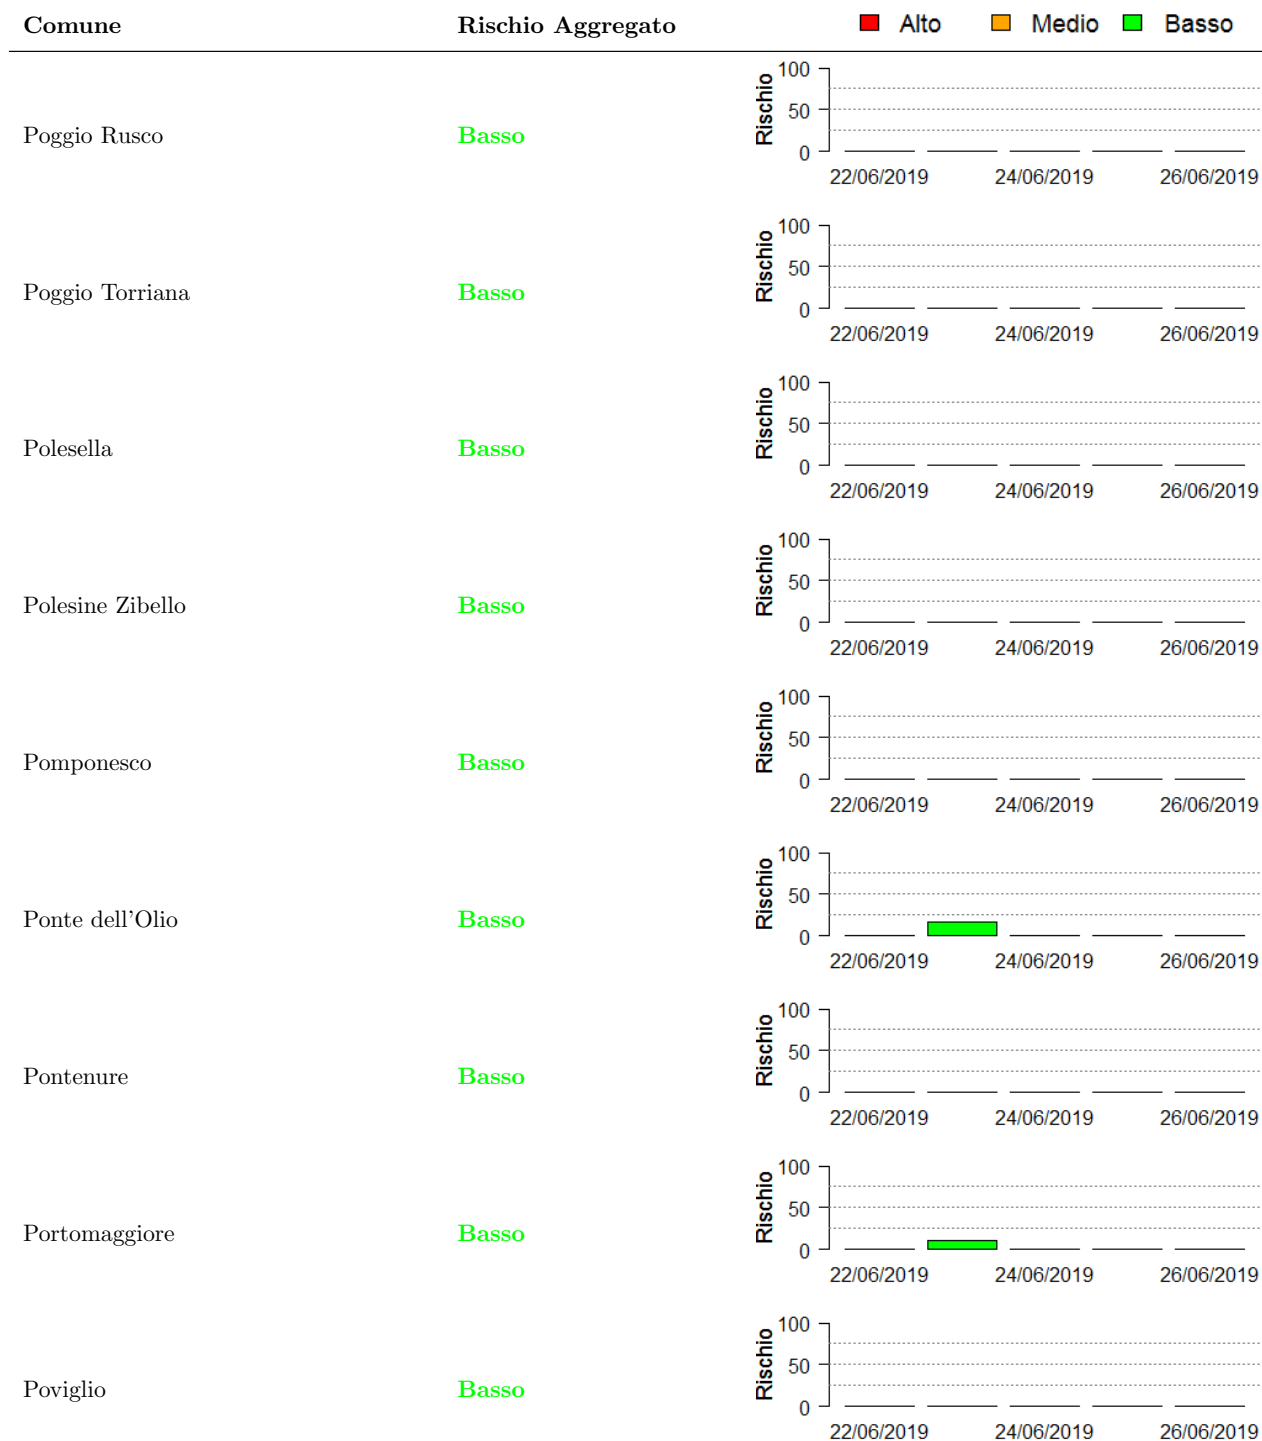 Comune Rischio Aggregato Alto Medio Basso
100
50
0
Rischio
Poggio Rusco Basso
22/06/2019 24/06/2019 26/06/2019
100
50
0
Rischio
Poggio Torriana Basso
22/06/2019 24/06/2019 26/06/2019
100
50
0
Rischio
Polesella Basso
22/06/2019 24/06/2019 26/06/2019
100
50
0
Rischio
Polesine Zibello Basso
22/06/2019 24/06/2019 26/06/2019
100
50
0
Rischio
Pomponesco Basso
22/06/2019 24/06/2019 26/06/2019
100
50
0
Rischio
Ponte dell'Olio Basso
22/06/2019 24/06/2019 26/06/2019
100
50
0
Rischio
Pontenure Basso
22/06/2019 24/06/2019 26/06/2019
100
50
0
Rischio
Portomaggiore Basso
22/06/2019 24/06/2019 26/06/2019
100
50
0
Rischio
Poviglio Basso
22/06/2019 24/06/2019 26/06/2019